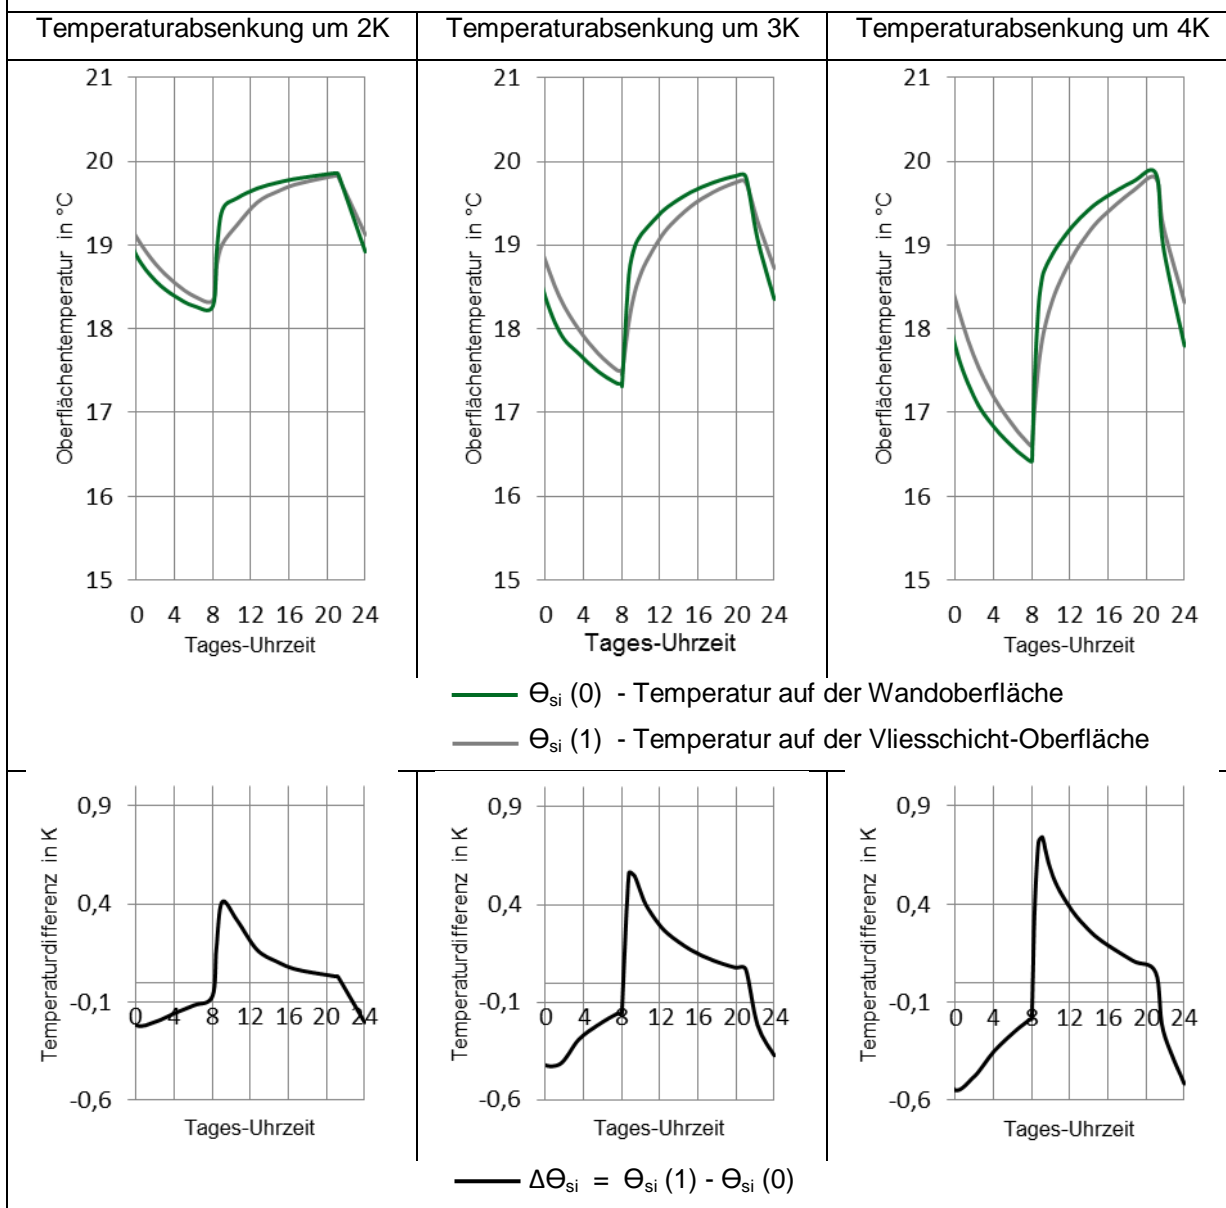 Temperaturabsenkung um 2K
Temperaturabsenkung um 3K
Temperaturabsenkung um 4K
Oberflächentemperatur in °C
21
20
19
18
17
16
15
0 4 8 12 16 20 24
Tages-Uhrzeit
Oberflächentemperatur in °C
21
20
19
18
17
16
15
0 4 8 12 16 20 24
Tages-Uhrzeit
Oberflächentemperatur in °C
21
20
19
18
17
16
15
0 4 8 12 16 20 24
Tages-Uhrzeit
Ɵsi (0) - Temperatur auf der Wandoberfläche
Ɵsi (1) - Temperatur auf der Vliesschicht-Oberfläche
Temperaturdifferenz in K
0,9
0,4
-0,1
-0,6
0 4 8 12 16 20 24
Tages-Uhrzeit
Temperaturdifferenz in K
0,9
0,4
-0,1
-0,6
0 4 8 12 16 20 24
Tages-Uhrzeit
Temperaturdifferenz in K
0,9
0,4
-0,1
-0,6
0 4 8 12 16 20 24
Tages-Uhrzeit
ΔƟsi = Ɵsi (1) - Ɵsi (0)